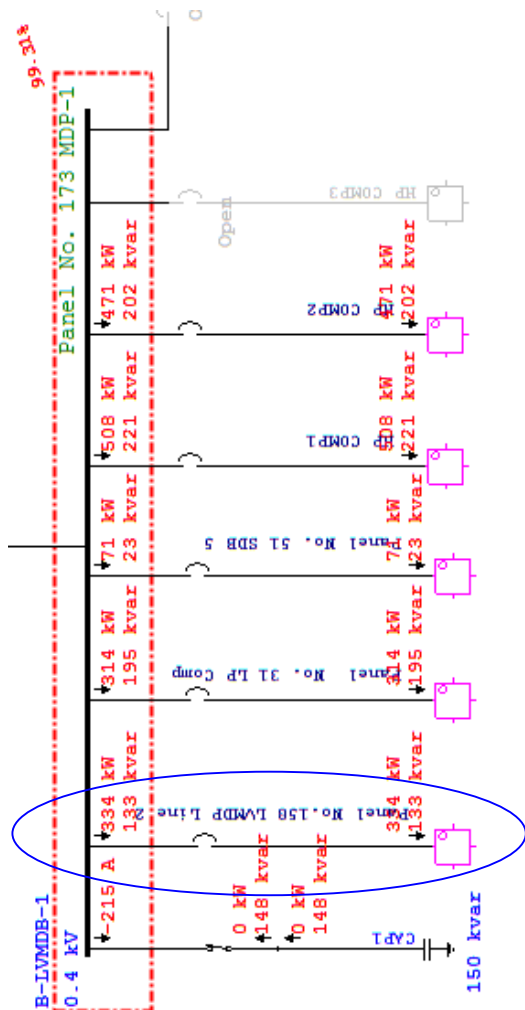 99.31%
Panel No. 173 MDP-1
HP COMP3
Open
471 kW
202 kvar
HP COMP2
471 kW
202 kvar
508 kW
221 kvar
HP COMP1
508 kW
221 kvar
71 kW
23 kvar
Panel No. 51 SDB 5
71 kW
23 kvar
314 kW
195 kvar
Panel No. 31 LP Comp
314 kW
195 kvar
334 kW
133 kvar
Panel No.158 LVMDP Line 2
334 kW
133 kvar
B-LVMDB-1
0.4 kV
-215 A
0 kW
148 kvar
0 kW
148 kvar
CAP1
150 kvar